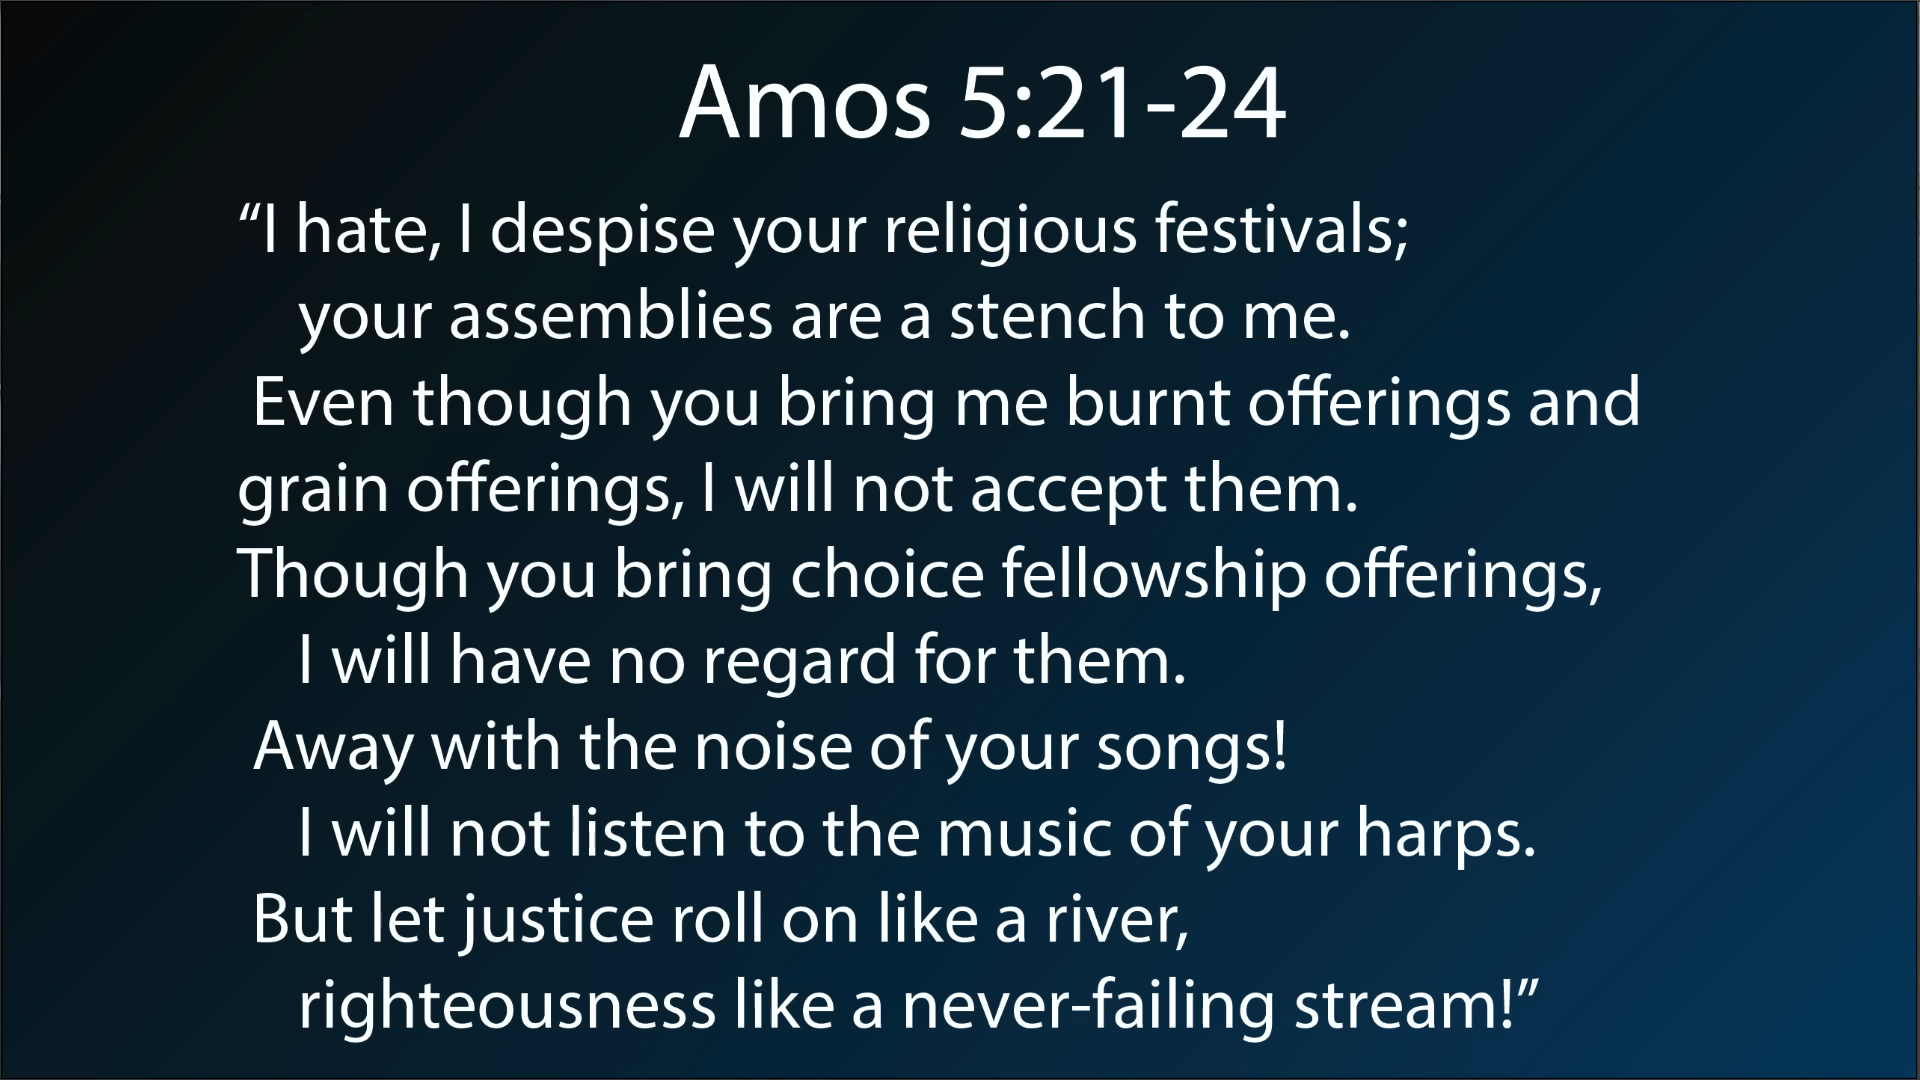 Amos 5:21-24
“I hate, I despise your religious festivals;
your assemblies are a stench to me.
Even though you bring me burnt offerings and
grain offerings, I will not accept them.
Though you bring choice fellowship offerings,
I will have no regard for them.
Away with the noise of your songs!
I will not listen to the music of your harps.
But let justice roll on like a river,
righteousness like a never-failing stream!”